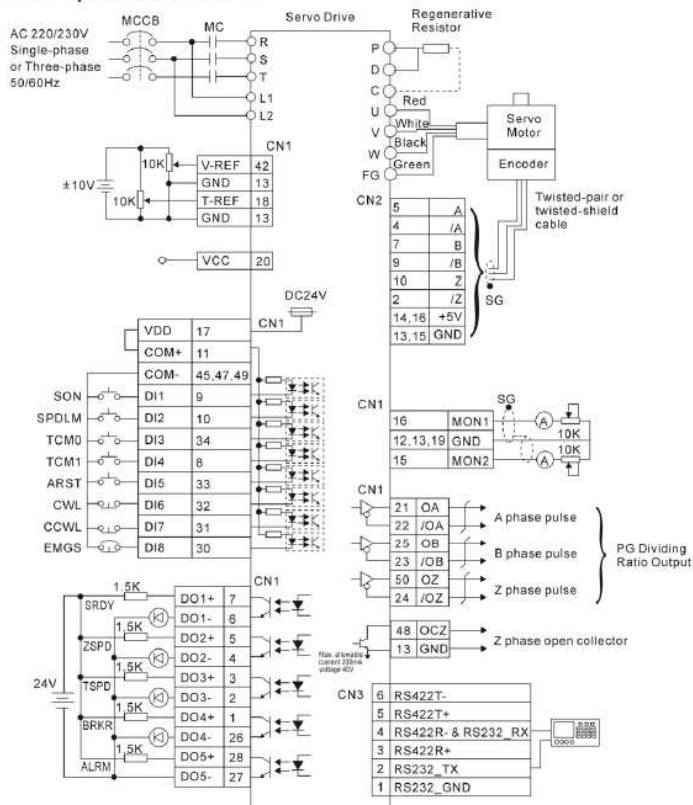 Servo Drive
Regenerative
Resistor
MCCB
MC
AC 220/230V
Single-phase
or Three-phase
50/60Hz
R
S
T
L1
L2
P
D
C
U
V
W
FG
Red
White
Black
Green
Servo
Motor
Encoder
Twisted-pair or
twisted-shield
cable
SG
CN1
±10V
10K
10K
V-REF 42
GND 13
T-REF 18
GND 13
VCC 20
CN2
5 A
4 /A
7 B
9 /B
10 Z
2 /Z
14,16 +5V
13,15 GND
DC24V
CN1
VDD 17
COM+ 11
COM- 45,47,49
SON DI1 9
SPDLM DI2 10
TCM0 DI3 34
TCM1 DI4 8
ARST DI5 33
CWL DI6 32
CCWL DI7 31
EMGS DI8 30
CN1
SG
16 MON1 A
12,13,19 GND 10K
15 MON2 A 10K
CN1
21 OA
22 /OA
A phase pulse
25 OB
23 /OB
B phase pulse
50 OZ
24 /OZ
Z phase pulse
PG Dividing
Ratio Output
48 OCZ
13 GND
Z phase open collector
Max. allowable
current 200mA
voltage 40V
CN1
24V
1.5K
SRDY
DO1+ 7
DO1- 6
1.5K
ZSPD
DO2+ 5
DO2- 4
1.5K
TSPD
DO3+ 3
DO3- 2
1.5K
BRKR
DO4+ 1
DO4- 26
1.5K
ALRM
DO5+ 28
DO5- 27
CN3
6 RS422T-
5 RS422T+
4 RS422R- & RS232_RX
3 RS422R+
2 RS232_TX
1 RS232_GND